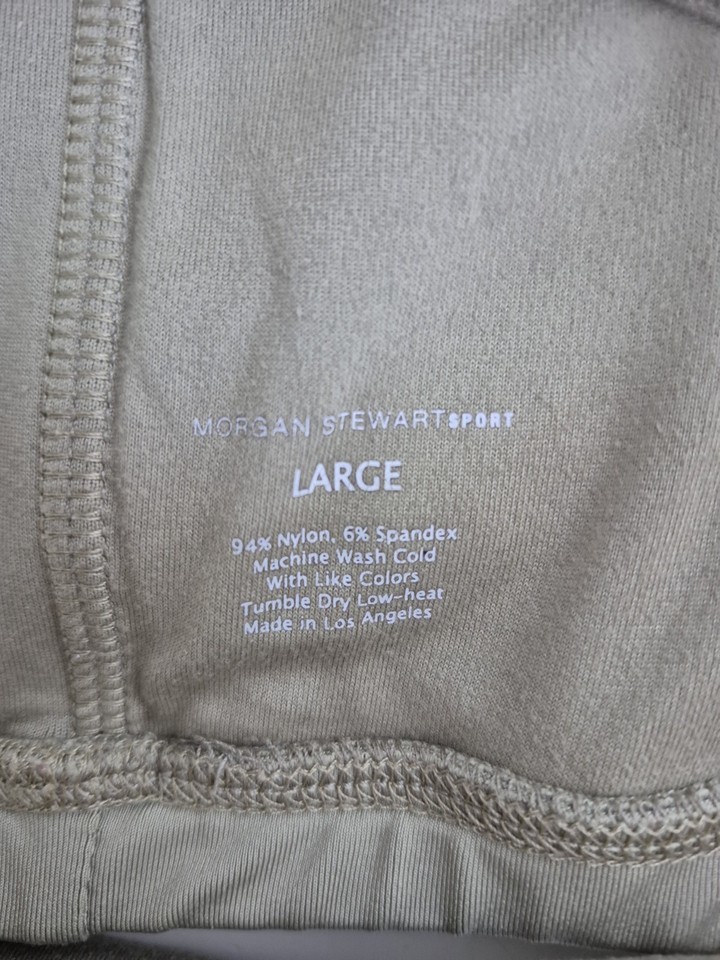 MORGAN STEWARTSPORT
LARGE
94% Nylon. 6% Spandex
Machine Wash Cold
With Like Colors
Tumble Dry Low-heat
Made in Los Angeles